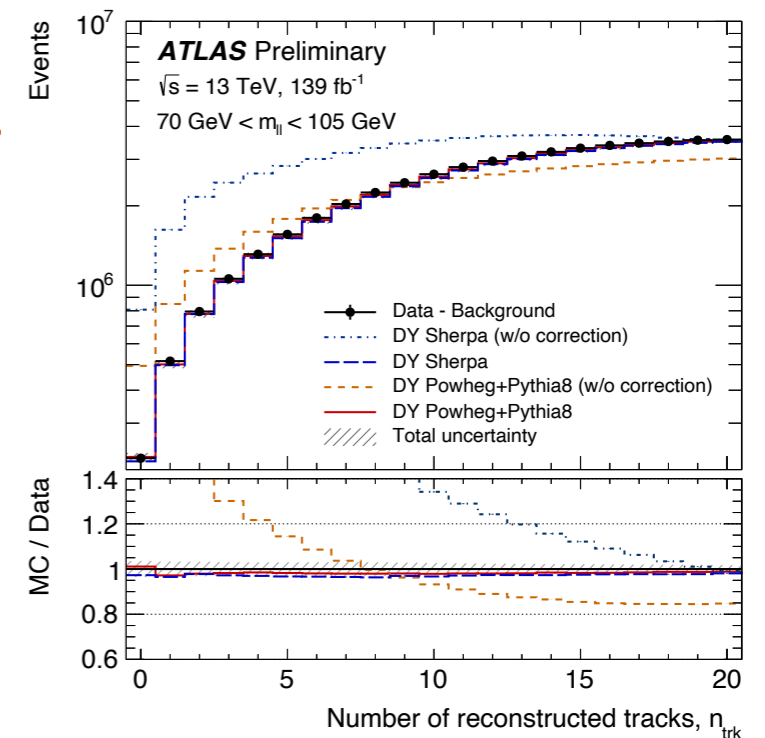 Events
10⁷
10⁶
ATLAS Preliminary
√s = 13 TeV, 139 fb⁻¹
70 GeV < mₗₗ < 105 GeV
Data - Background
DY Sherpa (w/o correction)
DY Sherpa
DY Powheg+Pythia8 (w/o correction)
DY Powheg+Pythia8
Total uncertainty
MC / Data
1.4
1.2
1
0.8
0.6
0 5 10 15 20
Number of reconstructed tracks, n_trk